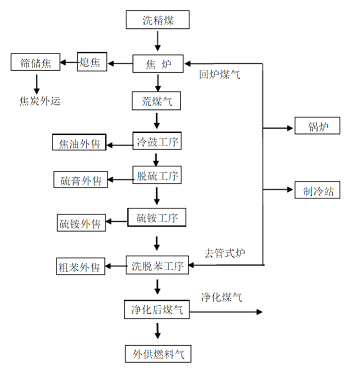 洗精煤
筛储焦
熄焦
焦 炉
回炉煤气
焦炭外运
荒煤气
锅炉
焦油外售
冷鼓工序
硫膏外售
脱硫工序
制冷站
硫铵外售
硫铵工序
去管式炉
粗苯外售
洗脱苯工序
净化煤气
净化后煤气
外供燃料气